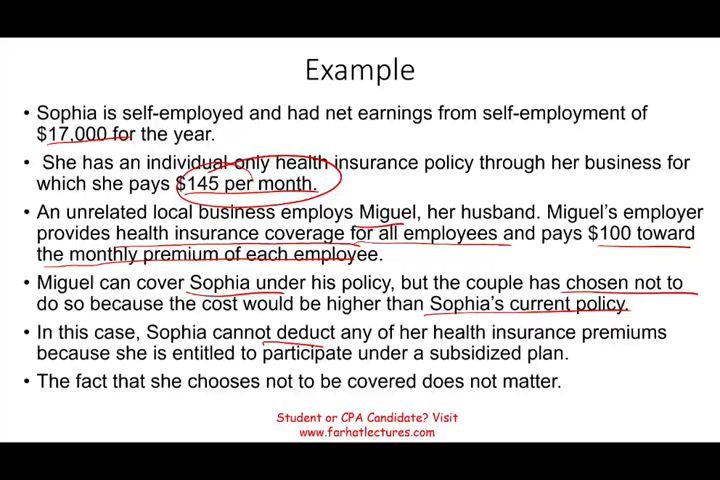 Example
• Sophia is self-employed and had net earnings from self-employment of
$17,000 for the year.
• She has an individual-only health insurance policy through her business for
which she pays $145 per month.
• An unrelated local business employs Miguel, her husband. Miguel's employer
provides health insurance coverage for all employees and pays $100 toward
the monthly premium of each employee.
• Miguel can cover Sophia under his policy, but the couple has chosen not to
do so because the cost would be higher than Sophia's current policy.
• In this case, Sophia cannot deduct any of her health insurance premiums
because she is entitled to participate under a subsidized plan.
• The fact that she chooses not to be covered does not matter.
Student or CPA Candidate? Visit
www.farhatlectures.com